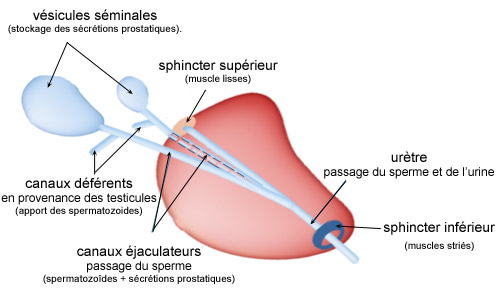 vésicules séminales
(stockage des sécrétions prostatiques).
sphincter supérieur
(muscle lisses)
urètre
passage du sperme et de l'urine
canaux déférents
en provenance des testicules
(apport des spermatozoides)
sphincter inférieur
(muscles striés)
canaux éjaculateurs
passage du sperme
(spermatozoïdes + sécrétions prostatiques)